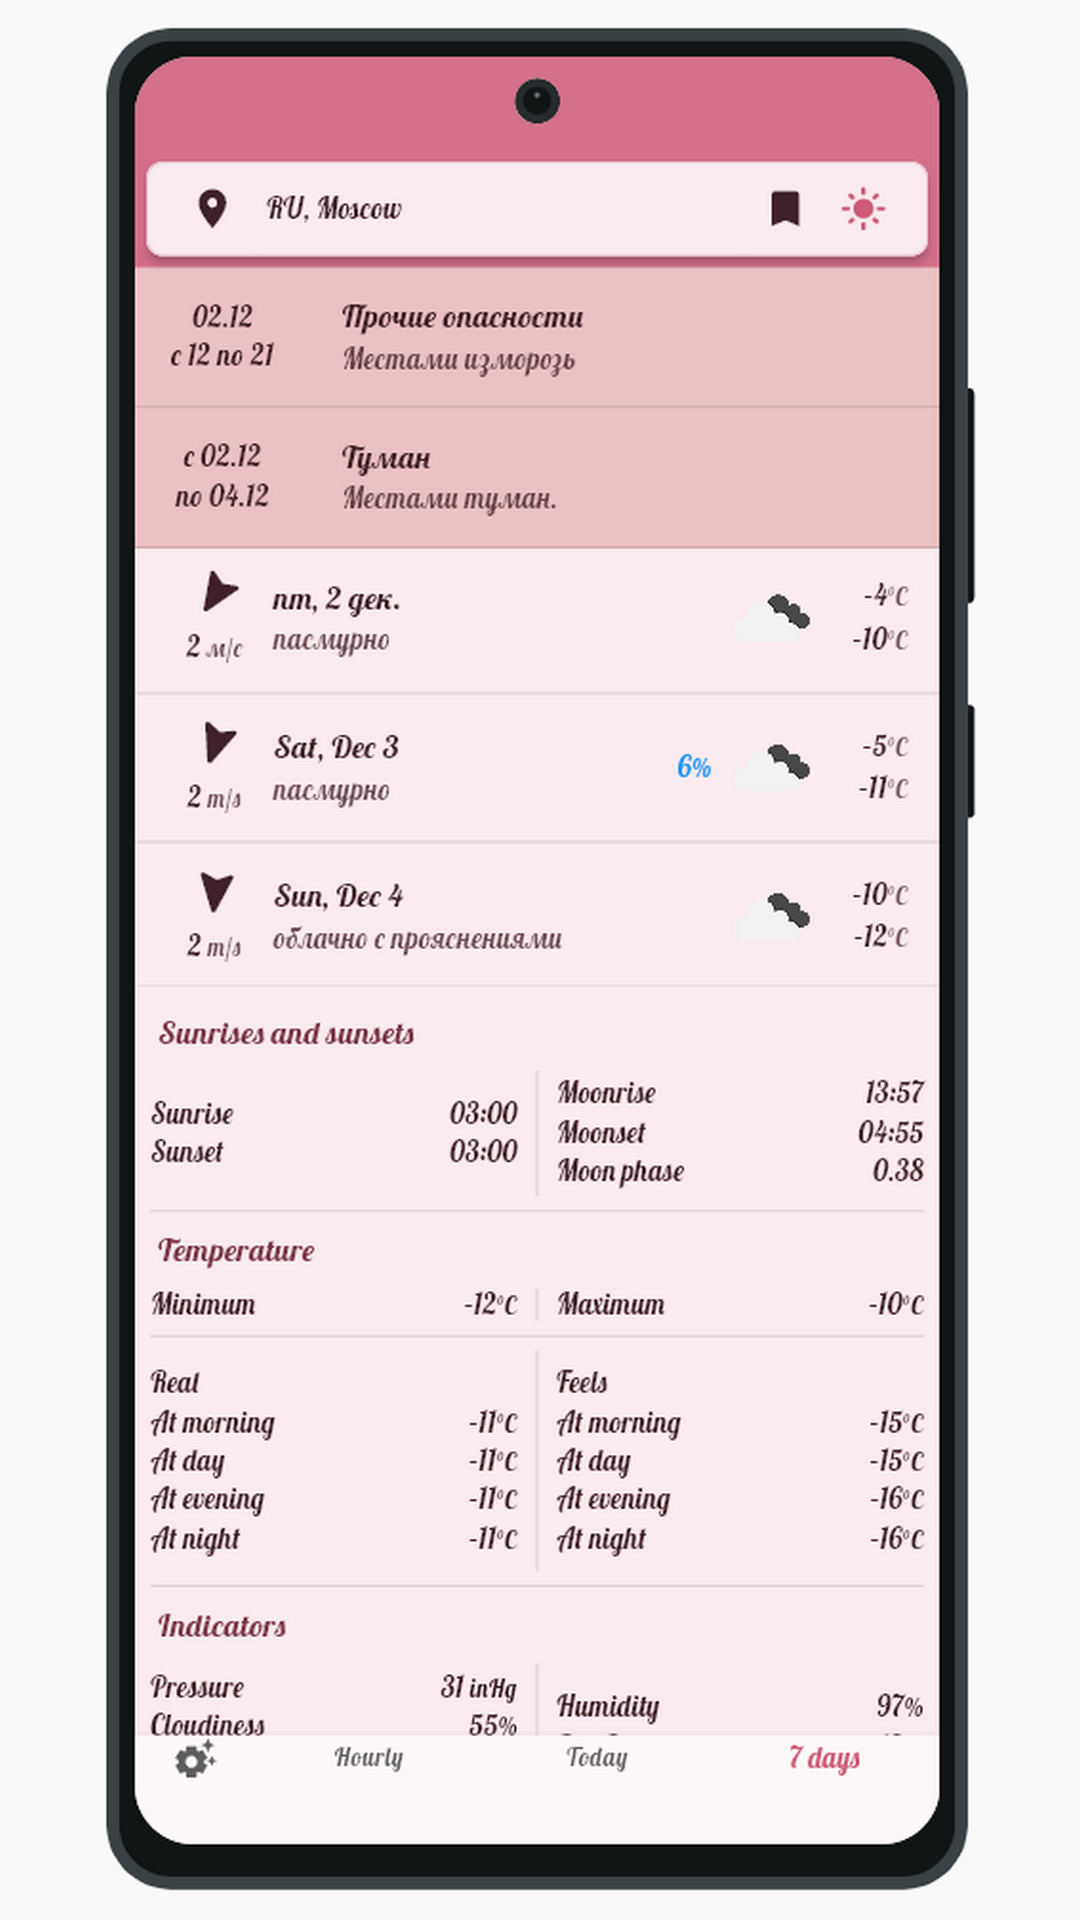 RU, Moscow
02.12
с 12 по 21
Прочие опасности
Местами изморозь
с 02.12
по 04.12
Туман
Местами туман.
2 м/с
пт, 2 дек.
пасмурно
-4°C
-10°C
2 m/s
Sat, Dec 3
пасмурно
6%
-5°C
-11°C
2 m/s
Sun, Dec 4
облачно с прояснениями
-10°C
-12°C
Sunrises and sunsets
Sunrise 03:00
Sunset 03:00
Moonrise 13:57
Moonset 04:55
Moon phase 0.38
Temperature
Minimum -12°C
Maximum -10°C
Real
At morning -11°C
At day -11°C
At evening -11°C
At night -11°C
Feels
At morning -15°C
At day -15°C
At evening -16°C
At night -16°C
Indicators
Pressure 31 inHg
Cloudiness 55%
Humidity 97%
Hourly
Today
7 days